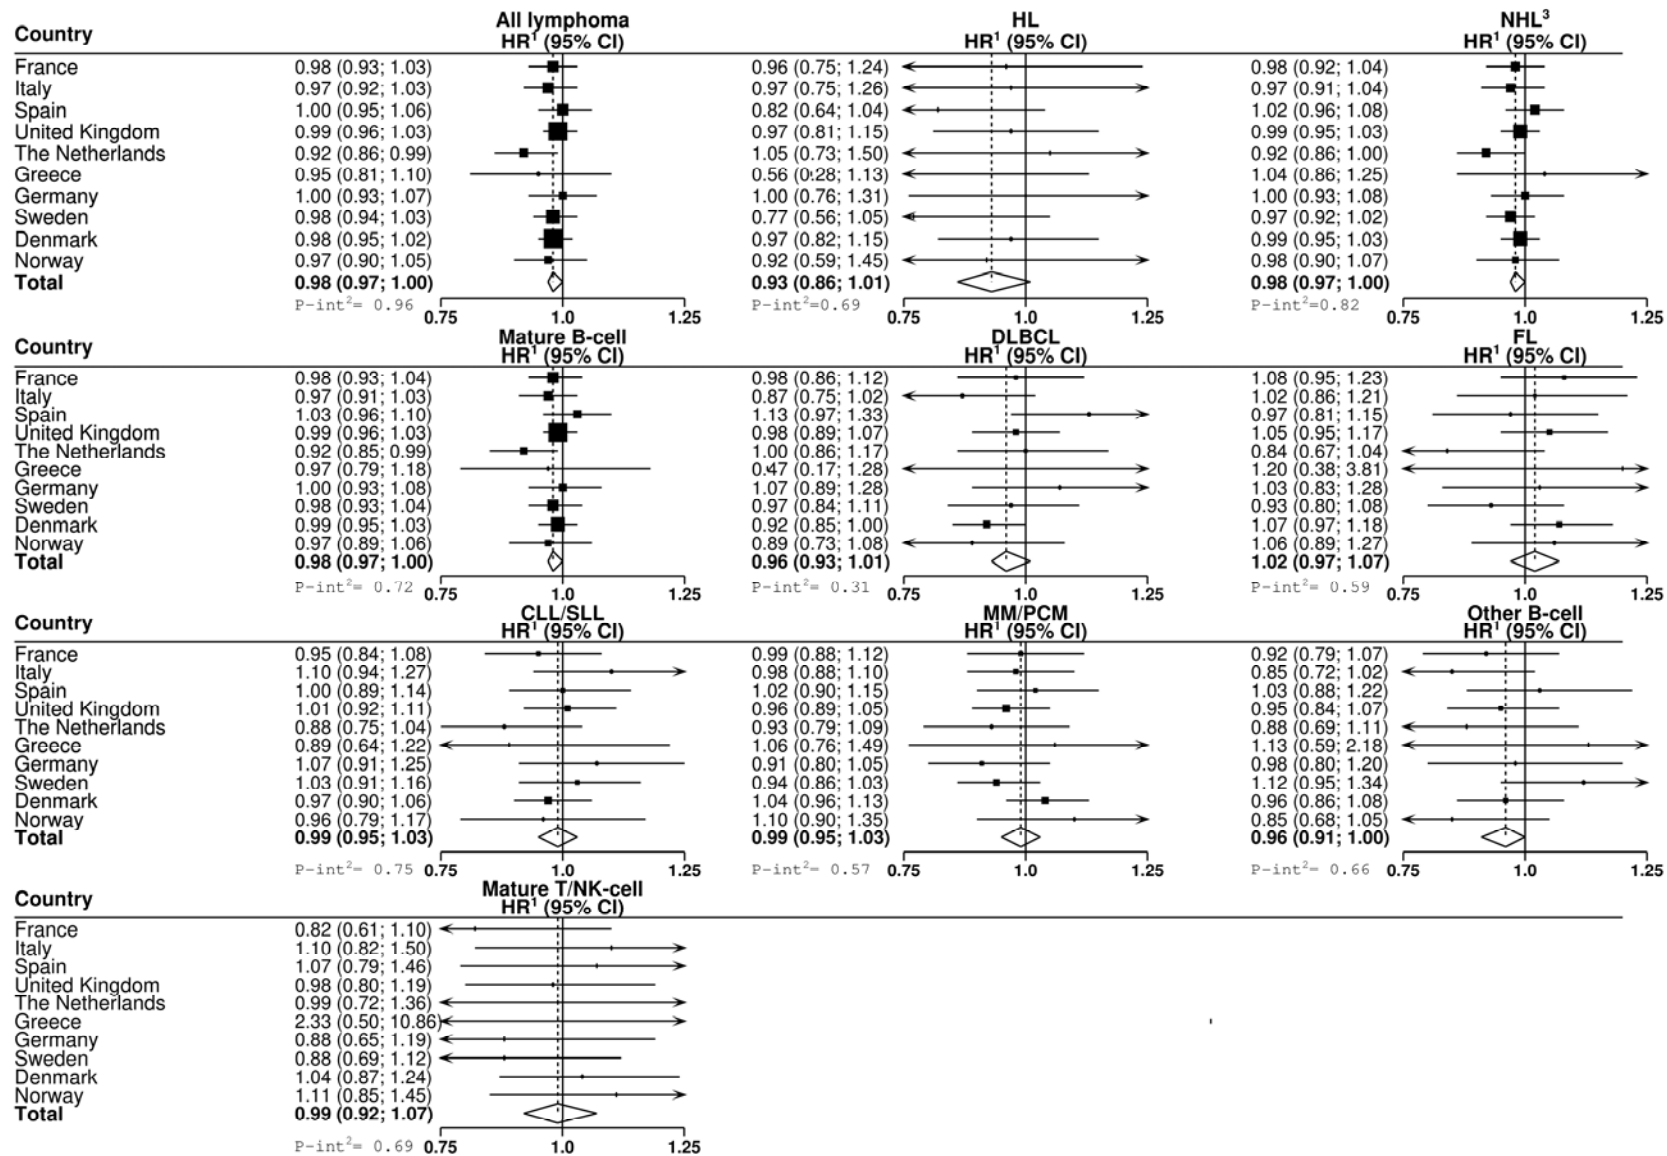 Country All lymphoma HL NHL³
HR¹ (95% CI) HR¹ (95% CI) HR¹ (95% CI)
France 0.98 (0.93; 1.03) 0.96 (0.75; 1.24) 0.98 (0.92; 1.04)
Italy 0.97 (0.92; 1.03) 0.97 (0.75; 1.26) 0.97 (0.91; 1.04)
Spain 1.00 (0.95; 1.06) 0.82 (0.64; 1.04) 1.02 (0.96; 1.08)
United Kingdom 0.99 (0.96; 1.03) 0.97 (0.81; 1.15) 0.99 (0.95; 1.03)
The Netherlands 0.92 (0.86; 0.99) 1.05 (0.73; 1.50) 0.92 (0.86; 1.00)
Greece 0.95 (0.81; 1.10) 0.56 (0.28; 1.13) 1.04 (0.86; 1.25)
Germany 1.00 (0.93; 1.07) 1.00 (0.76; 1.31) 1.00 (0.93; 1.08)
Sweden 0.98 (0.94; 1.03) 0.77 (0.56; 1.05) 0.97 (0.92; 1.02)
Denmark 0.98 (0.95; 1.02) 0.97 (0.82; 1.15) 0.99 (0.95; 1.03)
Norway 0.97 (0.90; 1.05) 0.92 (0.59; 1.45) 0.98 (0.90; 1.07)
Total 0.98 (0.97; 1.00) 0.93 (0.86; 1.01) 0.98 (0.97; 1.00)
P-int²= 0.96 P-int²=0.69 P-int²=0.82
0.75 1.0 1.25 0.75 1.0 1.25 0.75 1.0 1.25
Country Mature B-cell DLBCL FL
HR¹ (95% CI) HR¹ (95% CI) HR¹ (95% CI)
France 0.98 (0.93; 1.04) 0.98 (0.86; 1.12) 1.08 (0.95; 1.23)
Italy 0.97 (0.91; 1.03) 0.87 (0.75; 1.02) 1.02 (0.86; 1.21)
Spain 1.03 (0.96; 1.10) 1.13 (0.97; 1.33) 0.97 (0.81; 1.15)
United Kingdom 0.99 (0.96; 1.03) 0.98 (0.89; 1.07) 1.05 (0.95; 1.17)
The Netherlands 0.92 (0.85; 0.99) 1.00 (0.86; 1.17) 0.84 (0.67; 1.04)
Greece 0.97 (0.79; 1.18) 0.47 (0.17; 1.28) 1.20 (0.38; 3.81)
Germany 1.00 (0.93; 1.08) 1.07 (0.89; 1.28) 1.03 (0.83; 1.28)
Sweden 0.98 (0.93; 1.04) 0.97 (0.84; 1.11) 0.93 (0.80; 1.08)
Denmark 0.99 (0.95; 1.03) 0.92 (0.85; 1.00) 1.07 (0.97; 1.18)
Norway 0.97 (0.89; 1.06) 0.89 (0.73; 1.08) 1.06 (0.89; 1.27)
Total 0.98 (0.97; 1.00) 0.96 (0.93; 1.01) 1.02 (0.97; 1.07)
P-int²= 0.72 P-int²= 0.31 P-int²= 0.59
0.75 1.0 1.25 0.75 1.0 1.25 0.75 1.0 1.25
Country CLL/SLL MM/PCM Other B-cell
HR¹ (95% CI) HR¹ (95% CI) HR¹ (95% CI)
France 0.95 (0.84; 1.08) 0.99 (0.88; 1.12) 0.92 (0.79; 1.07)
Italy 1.10 (0.94; 1.27) 0.98 (0.88; 1.10) 0.85 (0.72; 1.02)
Spain 1.00 (0.89; 1.14) 1.02 (0.90; 1.15) 1.03 (0.88; 1.22)
United Kingdom 1.01 (0.92; 1.11) 0.96 (0.89; 1.05) 0.95 (0.84; 1.07)
The Netherlands 0.88 (0.75; 1.04) 0.93 (0.79; 1.09) 0.88 (0.69; 1.11)
Greece 0.89 (0.64; 1.22) 1.06 (0.76; 1.49) 1.13 (0.59; 2.18)
Germany 1.07 (0.91; 1.25) 0.91 (0.80; 1.05) 0.98 (0.80; 1.20)
Sweden 1.03 (0.91; 1.16) 0.94 (0.86; 1.03) 1.12 (0.95; 1.34)
Denmark 0.97 (0.90; 1.06) 1.04 (0.96; 1.13) 0.96 (0.86; 1.08)
Norway 0.96 (0.79; 1.17) 1.10 (0.90; 1.35) 0.85 (0.68; 1.05)
Total 0.99 (0.95; 1.03) 0.99 (0.95; 1.03) 0.96 (0.91; 1.00)
P-int²= 0.75 P-int²= 0.57 P-int²= 0.66
0.75 1.0 1.25 0.75 1.0 1.25 0.75 1.0 1.25
Country Mature T/NK-cell
HR¹ (95% CI)
France 0.82 (0.61; 1.10)
Italy 1.10 (0.82; 1.50)
Spain 1.07 (0.79; 1.46)
United Kingdom 0.98 (0.80; 1.19)
The Netherlands 0.99 (0.72; 1.36)
Greece 2.33 (0.50; 10.86)
Germany 0.88 (0.65; 1.19)
Sweden 0.88 (0.69; 1.12)
Denmark 1.04 (0.87; 1.24)
Norway 1.11 (0.85; 1.45)
Total 0.99 (0.92; 1.07)
P-int²= 0.69 0.75 1.0 1.25